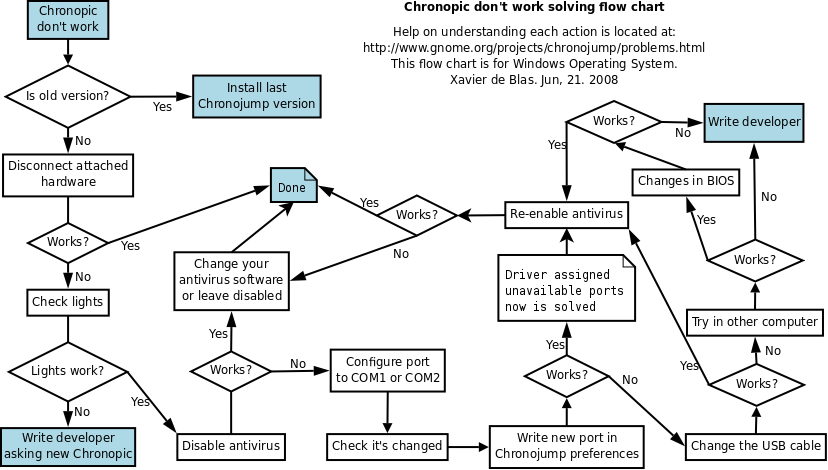 Chronopic don't work solving flow chart
Help on understanding each action is located at:
http://www.gnome.org/projects/chronojump/problems.html
This flow chart is for Windows Operating System.
Xavier de Blas. Jun, 21. 2008
Chronopic
don't work
Is old version?
Yes
Install last
Chronojump version
No
Disconnect attached
hardware
Works?
Yes
Done
No
Check lights
Lights work?
No
Write developer
asking new Chronopic
Yes
Disable antivirus
Works?
Yes
Change your
antivirus software
or leave disabled
No
Configure port
to COM1 or COM2
Check it's changed
Write new port in
Chronojump preferences
Works?
Yes
Driver assigned
unavailable ports
now is solved
Re-enable antivirus
Works?
Yes
No
No
Change the USB cable
Works?
Yes
No
Try in other computer
Works?
Yes
No
Changes in BIOS
Works?
Yes
No
Write developer